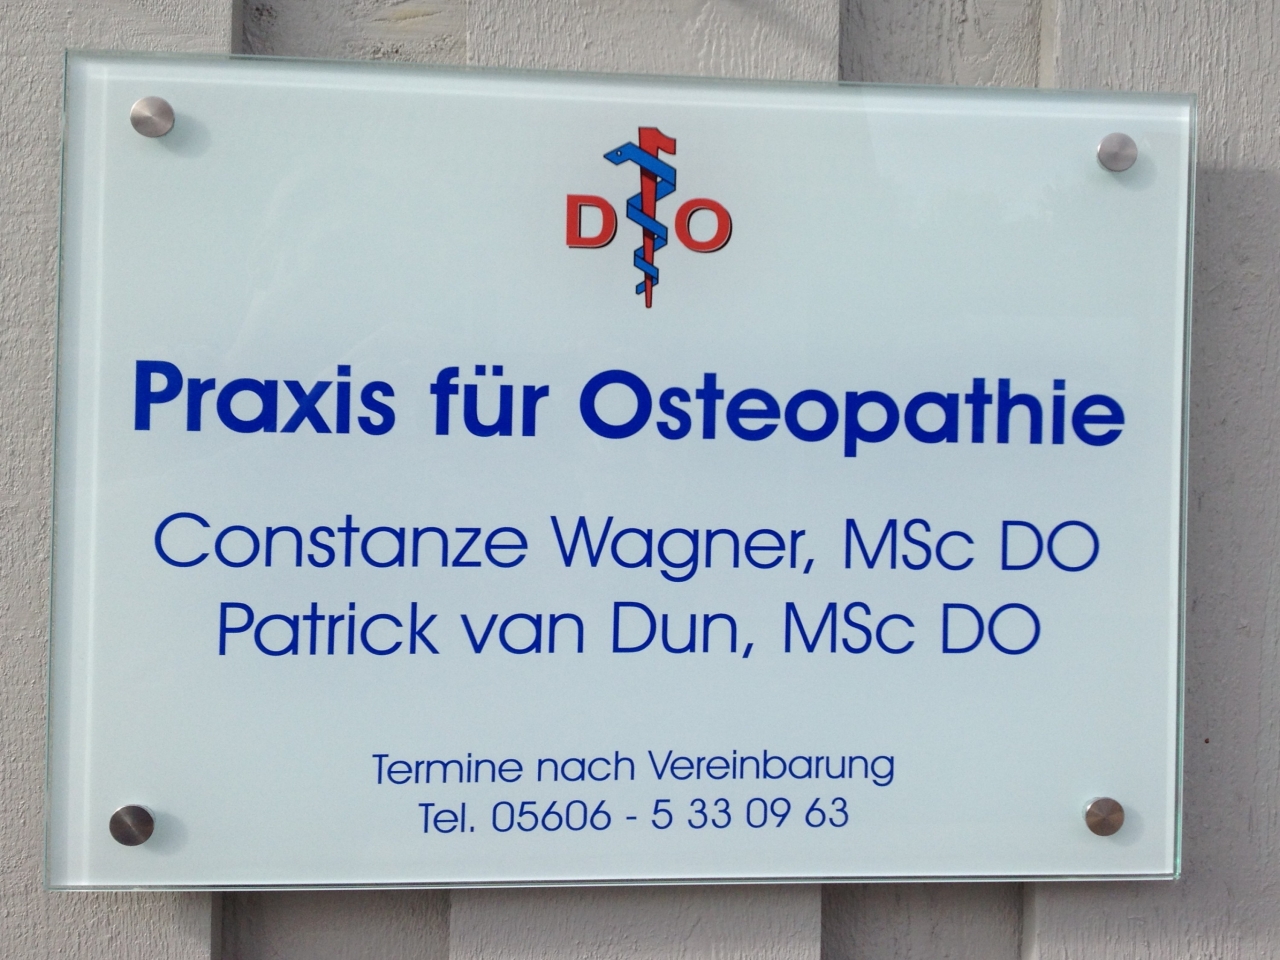 DO
Praxis für Osteopathie
Constanze Wagner, MSc DO
Patrick van Dun, MSc DO
Termine nach Vereinbarung
Tel. 05606 - 5 33 09 63